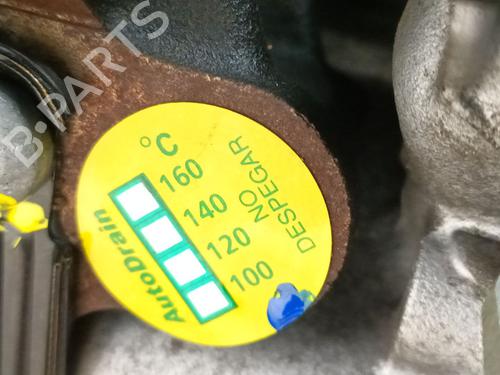 B-PARTS
°C
160
140
120
100
NO
DESPEGAR
AutoDrain